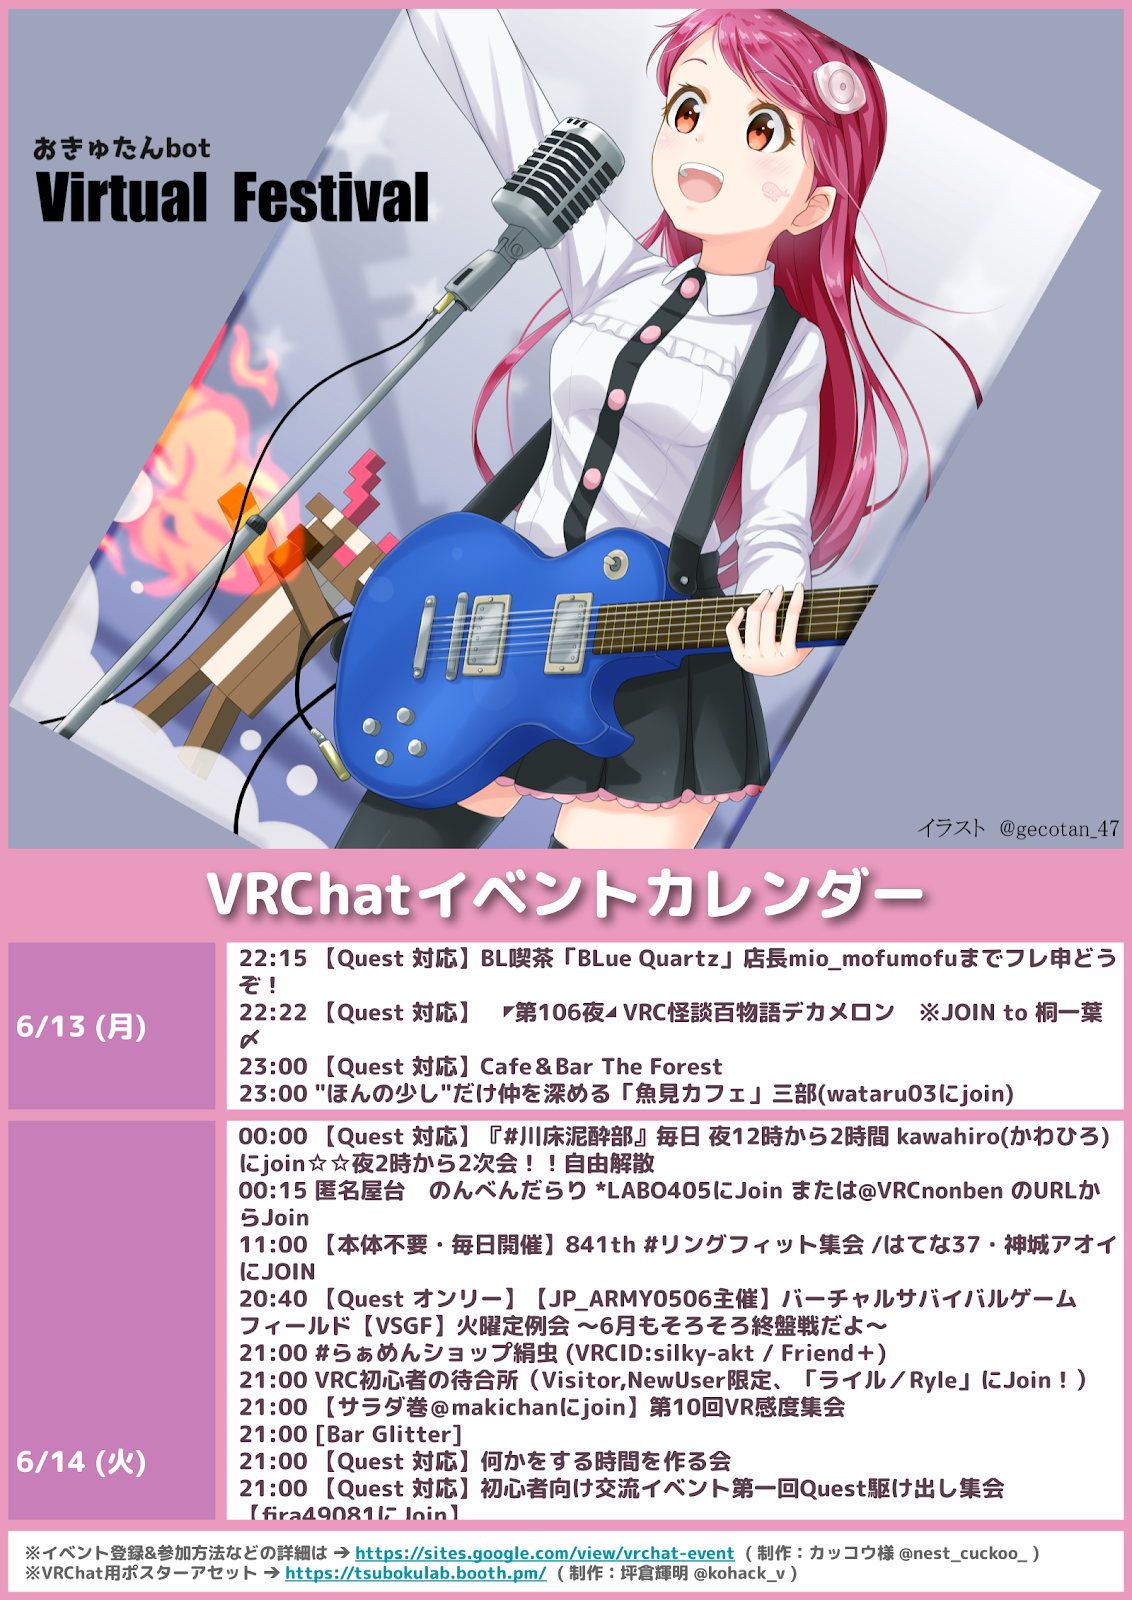 おきゅたんbot
Virtual Festival
イラスト @gecotan_47
VRChatイベントカレンダー
6/13 (月)
22:15 【Quest 対応】BL喫茶「BLue Quartz」店長mio_mofumofuまでフレ申どう
ぞ！
22:22 【Quest 対応】　◤第106夜◢ VRC怪談百物語デカメロン　※JOIN to 桐一葉
〆
23:00 【Quest 対応】Cafe＆Bar The Forest
23:00 "ほんの少し"だけ仲を深める「魚見カフェ」三部(wataru03にjoin)
6/14 (火)
00:00 【Quest 対応】『#川床泥酔部』毎日 夜12時から2時間 kawahiro(かわひろ)
にjoin☆☆夜2時から2次会！！自由解散
00:15 匿名屋台　のんべんだらり *LABO405にJoin または@VRCnonben のURLか
らJoin
11:00 【本体不要・毎日開催】841th #リングフィット集会 /はてな37・神城アオイ
にJOIN
20:40 【Quest オンリー】【JP_ARMY0506主催】バーチャルサバイバルゲーム
フィールド【VSGF】火曜定例会 〜6月もそろそろ終盤戦だよ〜
21:00 #らぁめんショップ絹虫 (VRCID:silky-akt / Friend＋)
21:00 VRC初心者の待合所（Visitor,NewUser限定、「ライル／Ryle」にJoin！）
21:00 【サラダ巻＠makichanにjoin】第10回VR感度集会
21:00 [Bar Glitter]
21:00 【Quest 対応】何かをする時間を作る会
21:00 【Quest 対応】初心者向け交流イベント第一回Quest駆け出し集会
【fira49081に Join】
※イベント登録&参加方法などの詳細は ➔ https://sites.google.com/view/vrchat-event ( 制作：カッコウ様 @nest_cuckoo_ )
※VRChat用ポスターアセット ➔ https://tsubokulab.booth.pm/ ( 制作：坪倉輝明 @kohack_v )